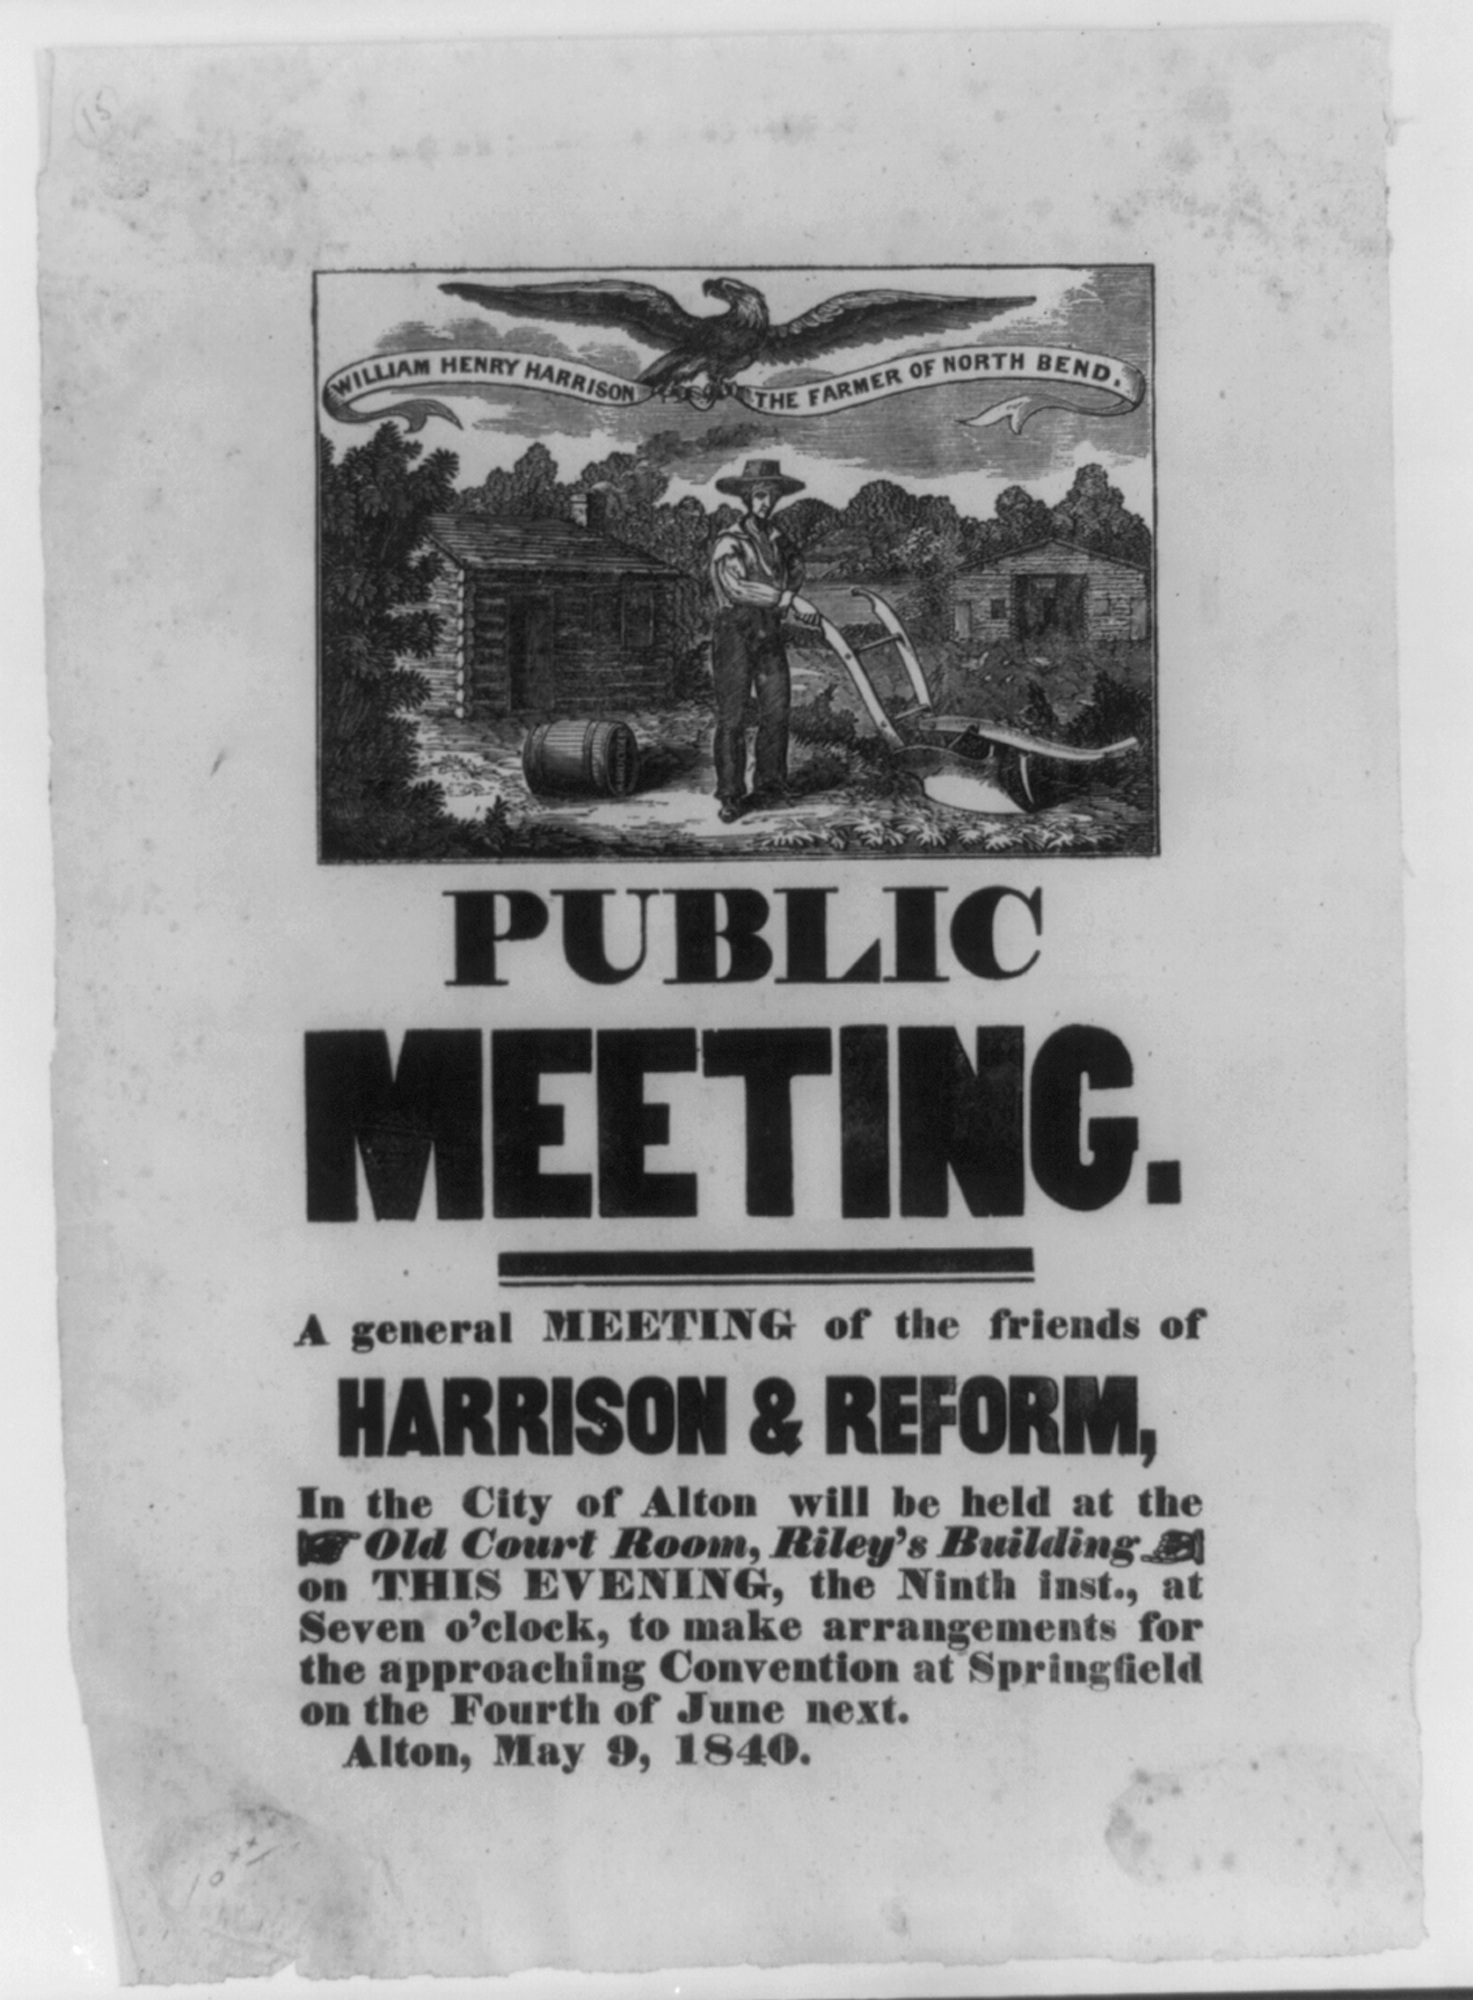 WILLIAM HENRY HARRISON THE FARMER OF NORTH BEND.
PUBLIC
MEETING.
A general MEETING of the friends of
HARRISON & REFORM,
In the City of Alton will be held at the
Old Court Room, Riley's Building
on THIS EVENING, the Ninth inst., at
Seven o'clock, to make arrangements for
the approaching Convention at Springfield
on the Fourth of June next.
Alton, May 9, 1840.